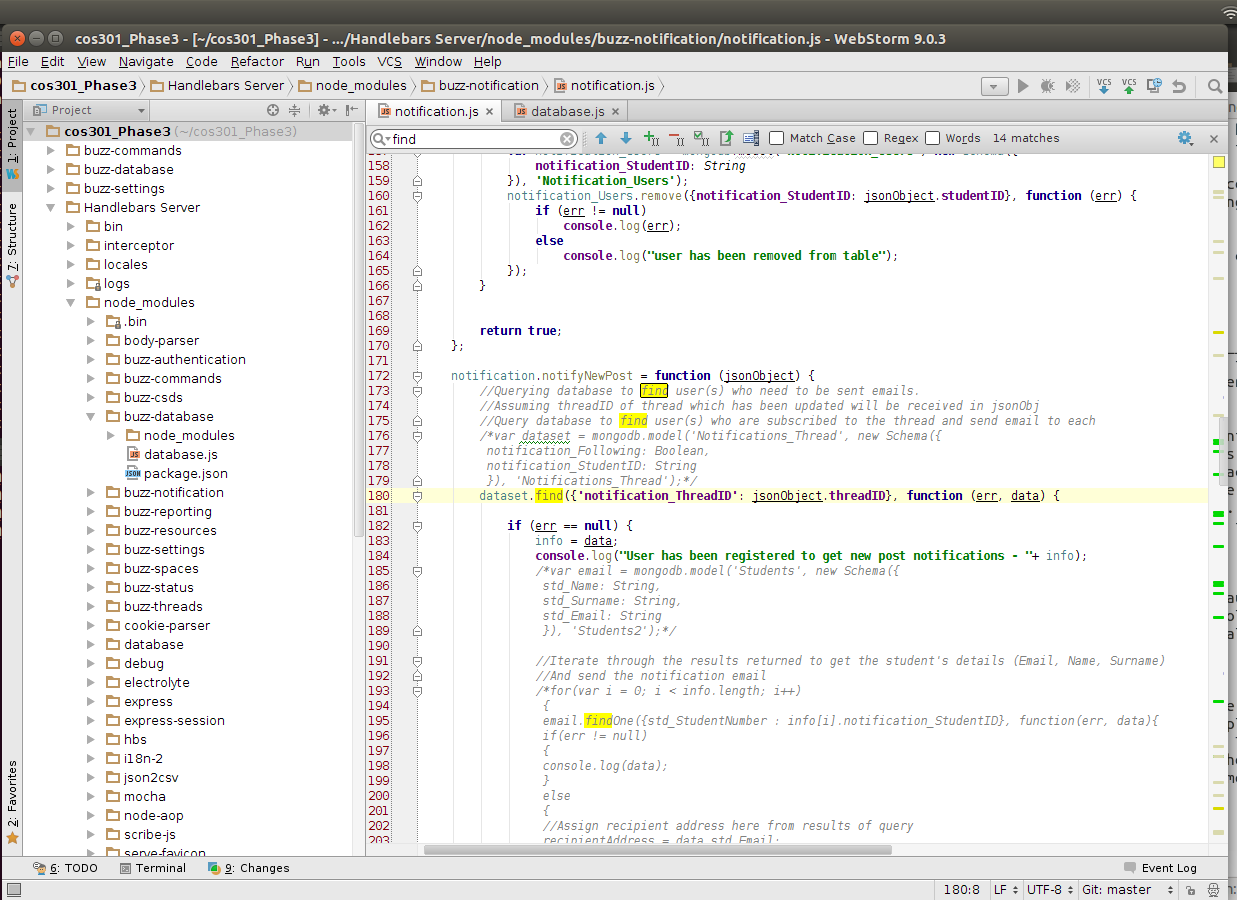 cos301_Phase3 - [~/cos301_Phase3] - .../Handlebars Server/node_modules/buzz-notification/notification.js - WebStorm 9.0.3
File Edit View Navigate Code Refactor Run Tools VCS Window Help
cos301_Phase3 Handlebars Server node_modules buzz-notification notification.js
VCS VCS
Project
notification.js
database.js
find
Match Case Regex Words 14 matches
1: Project
7: Structure
2: Favorites
cos301_Phase3 (~/cos301_Phase3)
buzz-commands
buzz-database
buzz-settings
Handlebars Server
bin
interceptor
locales
logs
node_modules
.bin
body-parser
buzz-authentication
buzz-commands
buzz-csds
buzz-database
node_modules
database.js
package.json
buzz-notification
buzz-reporting
buzz-resources
buzz-settings
buzz-spaces
buzz-status
buzz-threads
cookie-parser
database
debug
electrolyte
express
express-session
hbs
i18n-2
json2csv
mocha
node-aop
scribe-js
serve-favicon
158 notification_StudentID: String
159 }), 'Notification_Users');
160 notification_Users.remove({notification_StudentID: jsonObject.studentID}, function (err) {
161 if (err != null)
162 console.log(err);
163 else
164 console.log("user has been removed from table");
165 });
166 }
167
168
169 return true;
170 };
171
172 notification.notifyNewPost = function (jsonObject) {
173 //Querying database to find user(s) who need to be sent emails.
174 //Assuming threadID of thread which has been updated will be received in jsonObj
175 //Query database to find user(s) who are subscribed to the thread and send email to each
176 /*var dataset = mongodb.model('Notifications_Thread', new Schema({
177 notification_Following: Boolean,
178 notification_StudentID: String
179 }), 'Notifications_Thread');*/
180 dataset.find({'notification_ThreadID': jsonObject.threadID}, function (err, data) {
181
182 if (err == null) {
183 info = data;
184 console.log("User has been registered to get new post notifications - "+ info);
185 /*var email = mongodb.model('Students', new Schema({
186 std_Name: String,
187 std_Surname: String,
188 std_Email: String
189 }), 'Students2');*/
190
191 //Iterate through the results returned to get the student's details (Email, Name, Surname)
192 //And send the notification email
193 /*for(var i = 0; i < info.length; i++)
194 {
195 email.findOne({std_StudentNumber : info[i].notification_StudentID}, function(err, data){
196 if(err != null)
197 {
198 console.log(data);
199 }
200 else
201 {
202 //Assign recipient address here from results of query
203 recipientAddress = data.std_Email;
6: TODO Terminal 9: Changes Event Log
180:8 LF UTF-8 Git: master